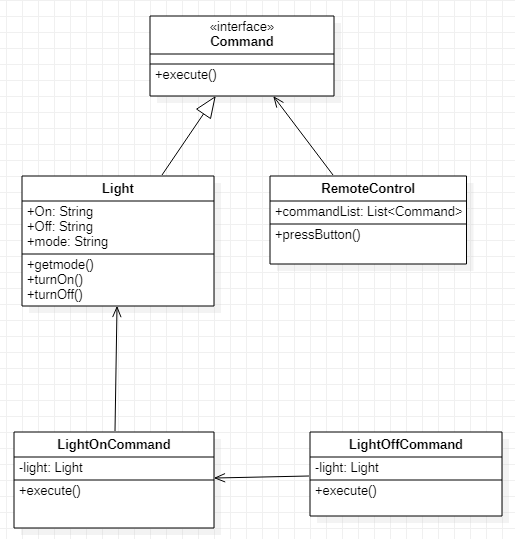 «interface»
Command
+execute()
Light
+On: String
+Off: String
+mode: String
+getmode()
+turnOn()
+turnOff()
RemoteControl
+commandList: List<Command>
+pressButton()
LightOnCommand
-light: Light
+execute()
LightOffCommand
-light: Light
+execute()